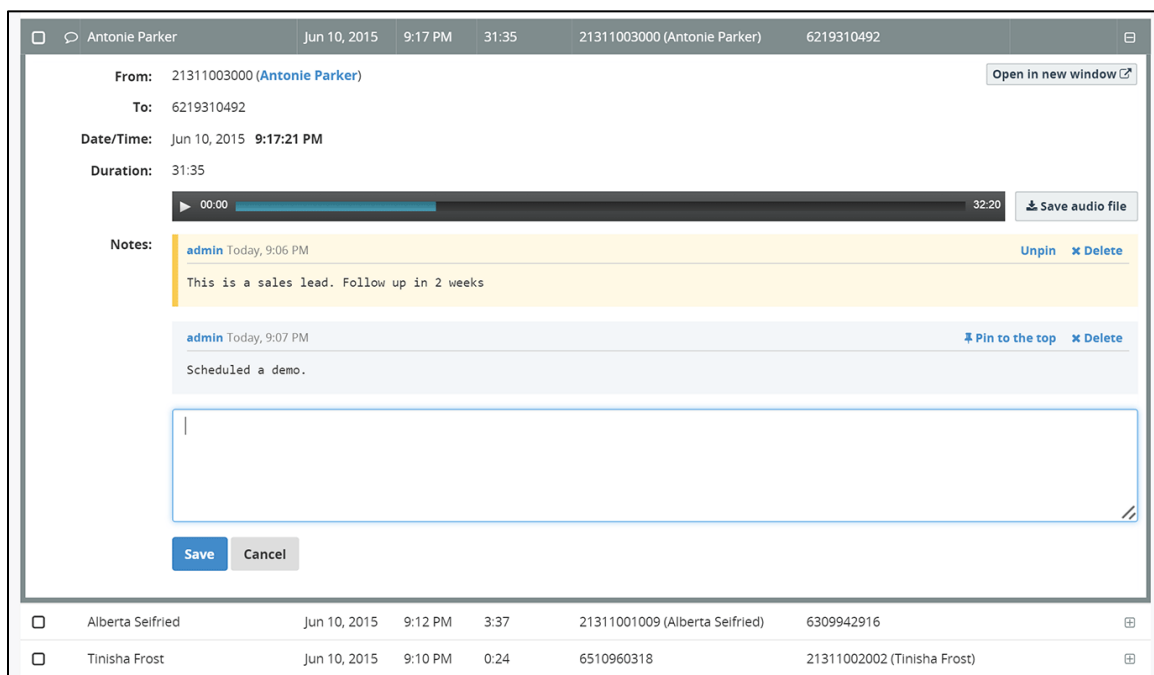 Antonie Parker Jun 10, 2015 9:17 PM 31:35 21311003000 (Antonie Parker) 6219310492
From: 21311003000 (Antonie Parker) Open in new window
To: 6219310492
Date/Time: Jun 10, 2015 9:17:21 PM
Duration: 31:35
00:00 32:20 Save audio file
Notes: admin Today, 9:06 PM Unpin Delete
This is a sales lead. Follow up in 2 weeks
admin Today, 9:07 PM Pin to the top Delete
Scheduled a demo.
Save Cancel
Alberta Seifried Jun 10, 2015 9:12 PM 3:37 21311001009 (Alberta Seifried) 6309942916
Tinisha Frost Jun 10, 2015 9:10 PM 0:24 6510960318 21311002002 (Tinisha Frost)